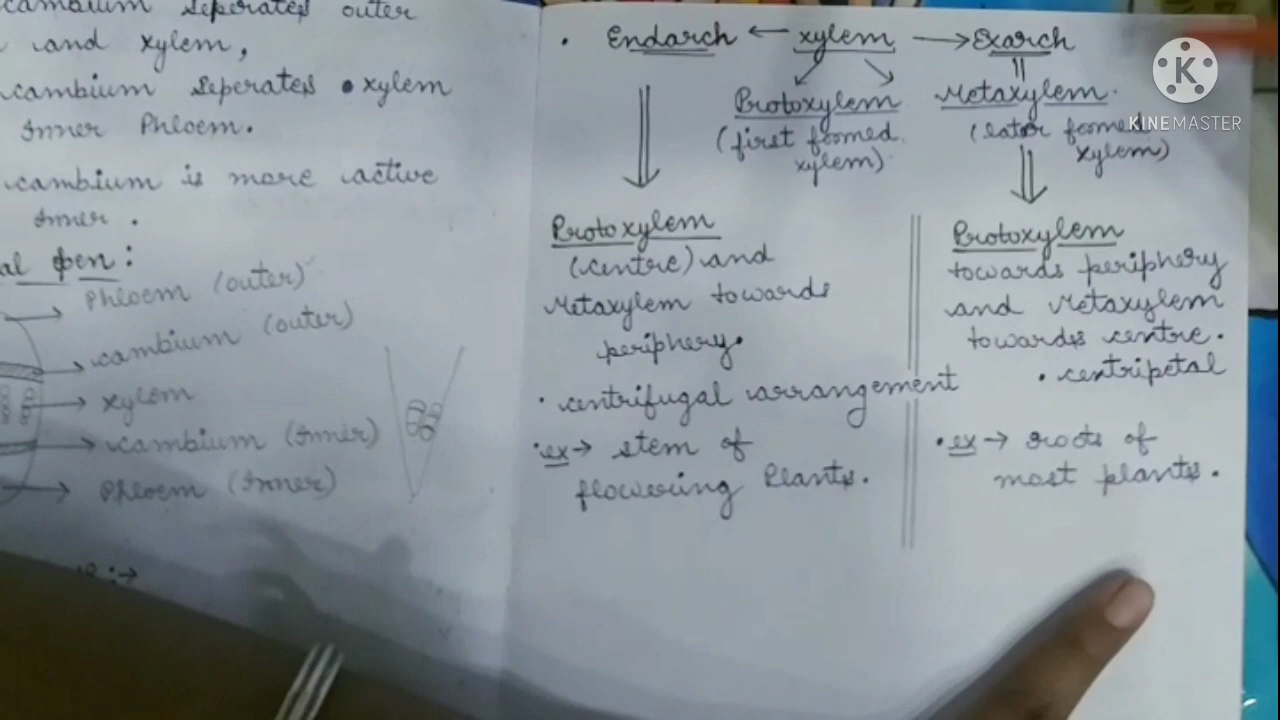 cambium seperates outer
and xylem,
cambium seperates xylem
Inner Phloem.
cambium is more active
Inner.
al pen:
Phloem (outer)
cambium (outer)
xylem
cambium (Inner)
Phloem (Inner)
• Endarch ← xylem → Exarch
Protoxylem Metaxylem.
(first formed xylem) (later formed xylem)
Protoxylem
(centre) and
Metaxylem towards
periphery.
• centrifugal arrangement
• ex → stem of
flowering Plants.
Protoxylem
towards periphery
and Metaxylem
towards centre.
• centripetal
• ex → roots of
most plants.
K
KINEMASTER